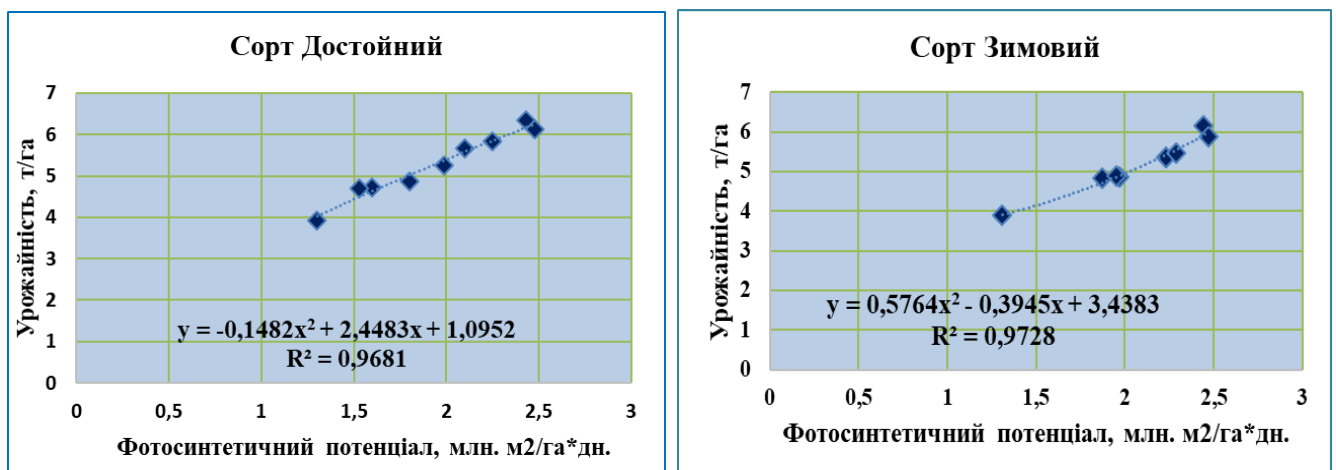 Сорт Достойний
Урожайність, т/га
7
6
5
4
3
2
1
0
y = -0,1482x² + 2,4483x + 1,0952
R² = 0,9681
0 0,5 1 1,5 2 2,5 3
Фотосинтетичний потенціал, млн. м2/га*дн.
Сорт Зимовий
Урожайність, т/га
7
6
5
4
3
2
1
0
y = 0,5764x² - 0,3945x + 3,4383
R² = 0,9728
0 0,5 1 1,5 2 2,5 3
Фотосинтетичний потенціал, млн. м2/га*дн.